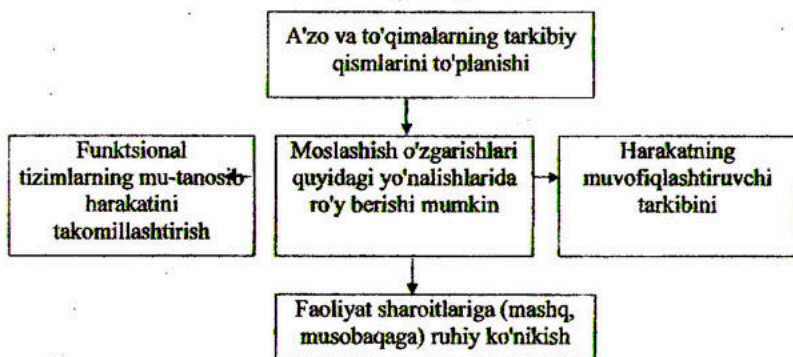 A'zo va to'qimalarning tarkibiy
qismlarini to'planishi
Funktsional
tizimlarning mu-tanosib
harakatini
takomillashtirish
Moslashish o'zgarishlari
quyidagi yo'nalishlarida
ro'y berishi mumkin
Harakatning
muvofiqlashtiruvchi
tarkibini
Faoliyat sharoitlariga (mashq,
musobaqaga) ruhiy ko'nikish